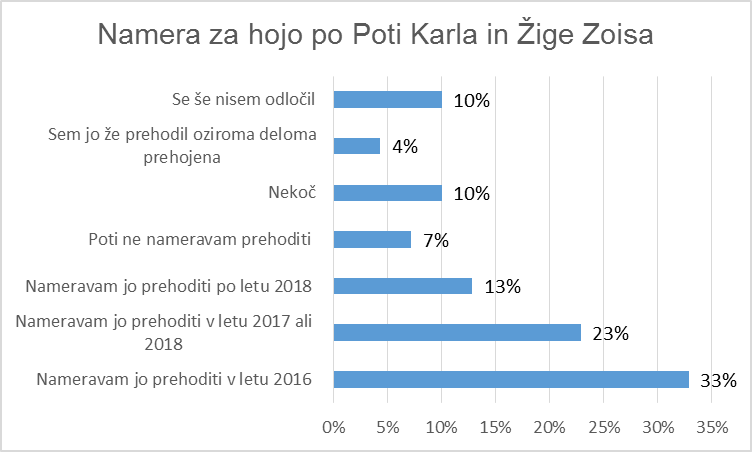 Namera za hojo po Poti Karla in Žige Zoisa
Se še nisem odločil
10%
Sem jo že prehodil oziroma deloma
prehojena
4%
Nekoč
10%
Poti ne nameravam prehoditi
7%
Nameravam jo prehoditi po letu 2018
13%
Nameravam jo prehoditi v letu 2017 ali
2018
23%
Nameravam jo prehoditi v letu 2016
33%
0% 5% 10% 15% 20% 25% 30% 35%